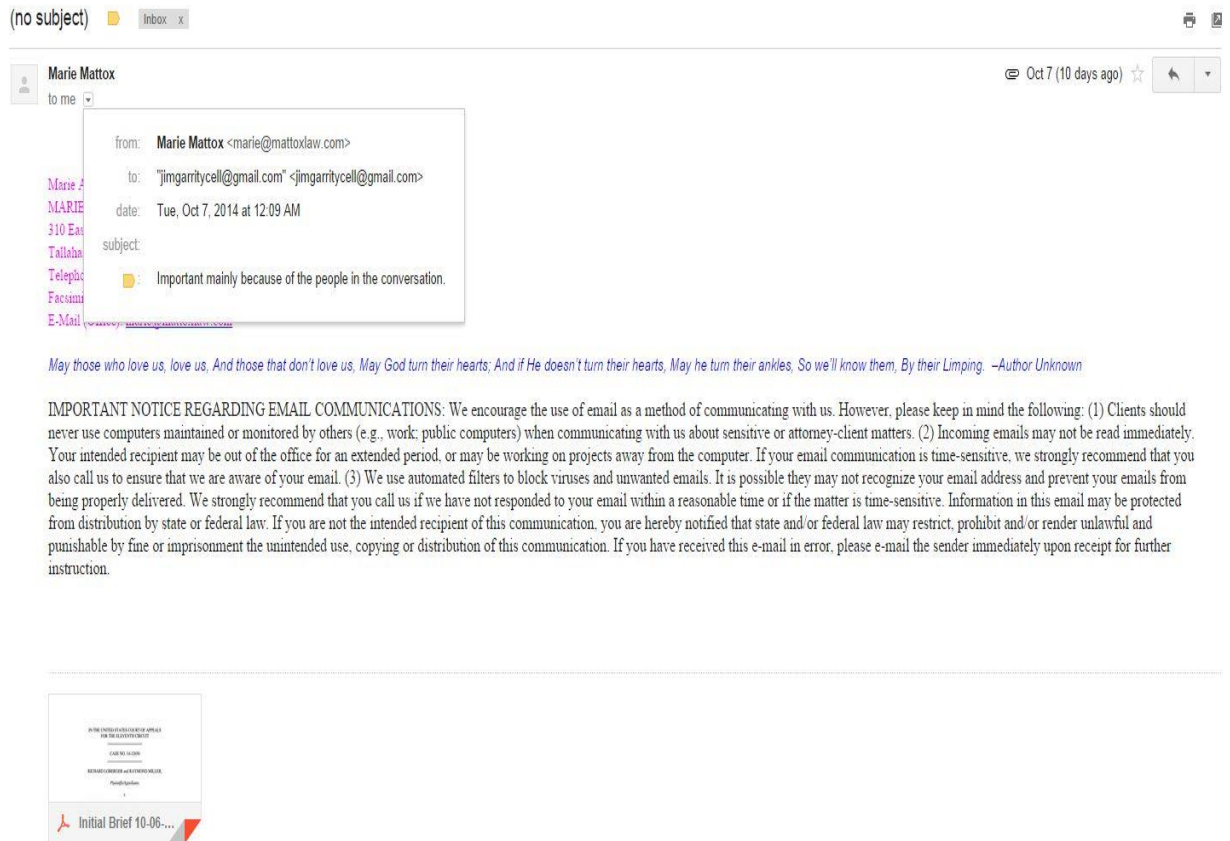 (no subject) Inbox x
Marie Mattox Oct 7 (10 days ago)
to me
from: Marie Mattox <marie@mattoxlaw.com>
to: "jimgarritycell@gmail.com" <jimgarritycell@gmail.com>
date: Tue, Oct 7, 2014 at 12:09 AM
subject:
: Important mainly because of the people in the conversation.
Marie A
MARIE
310 Eas
Tallaha
Telepho
Facsimi
E-Mail
May those who love us, love us, And those that don't love us, May God turn their hearts; And if He doesn't turn their hearts, May he turn their ankles, So we'll know them, By their Limping. –Author Unknown
IMPORTANT NOTICE REGARDING EMAIL COMMUNICATIONS: We encourage the use of email as a method of communicating with us. However, please keep in mind the following: (1) Clients should
never use computers maintained or monitored by others (e.g., work; public computers) when communicating with us about sensitive or attorney-client matters. (2) Incoming emails may not be read immediately.
Your intended recipient may be out of the office for an extended period, or may be working on projects away from the computer. If your email communication is time-sensitive, we strongly recommend that you
also call us to ensure that we are aware of your email. (3) We use automated filters to block viruses and unwanted emails. It is possible they may not recognize your email address and prevent your emails from
being properly delivered. We strongly recommend that you call us if we have not responded to your email within a reasonable time or if the matter is time-sensitive. Information in this email may be protected
from distribution by state or federal law. If you are not the intended recipient of this communication, you are hereby notified that state and/or federal law may restrict, prohibit and/or render unlawful and
punishable by fine or imprisonment the unintended use, copying or distribution of this communication. If you have received this e-mail in error, please e-mail the sender immediately upon receipt for further
instruction.
IN THE UNITED STATES COURT OF APPEALS
FOR THE ELEVENTH CIRCUIT
Initial Brief 10-06-...